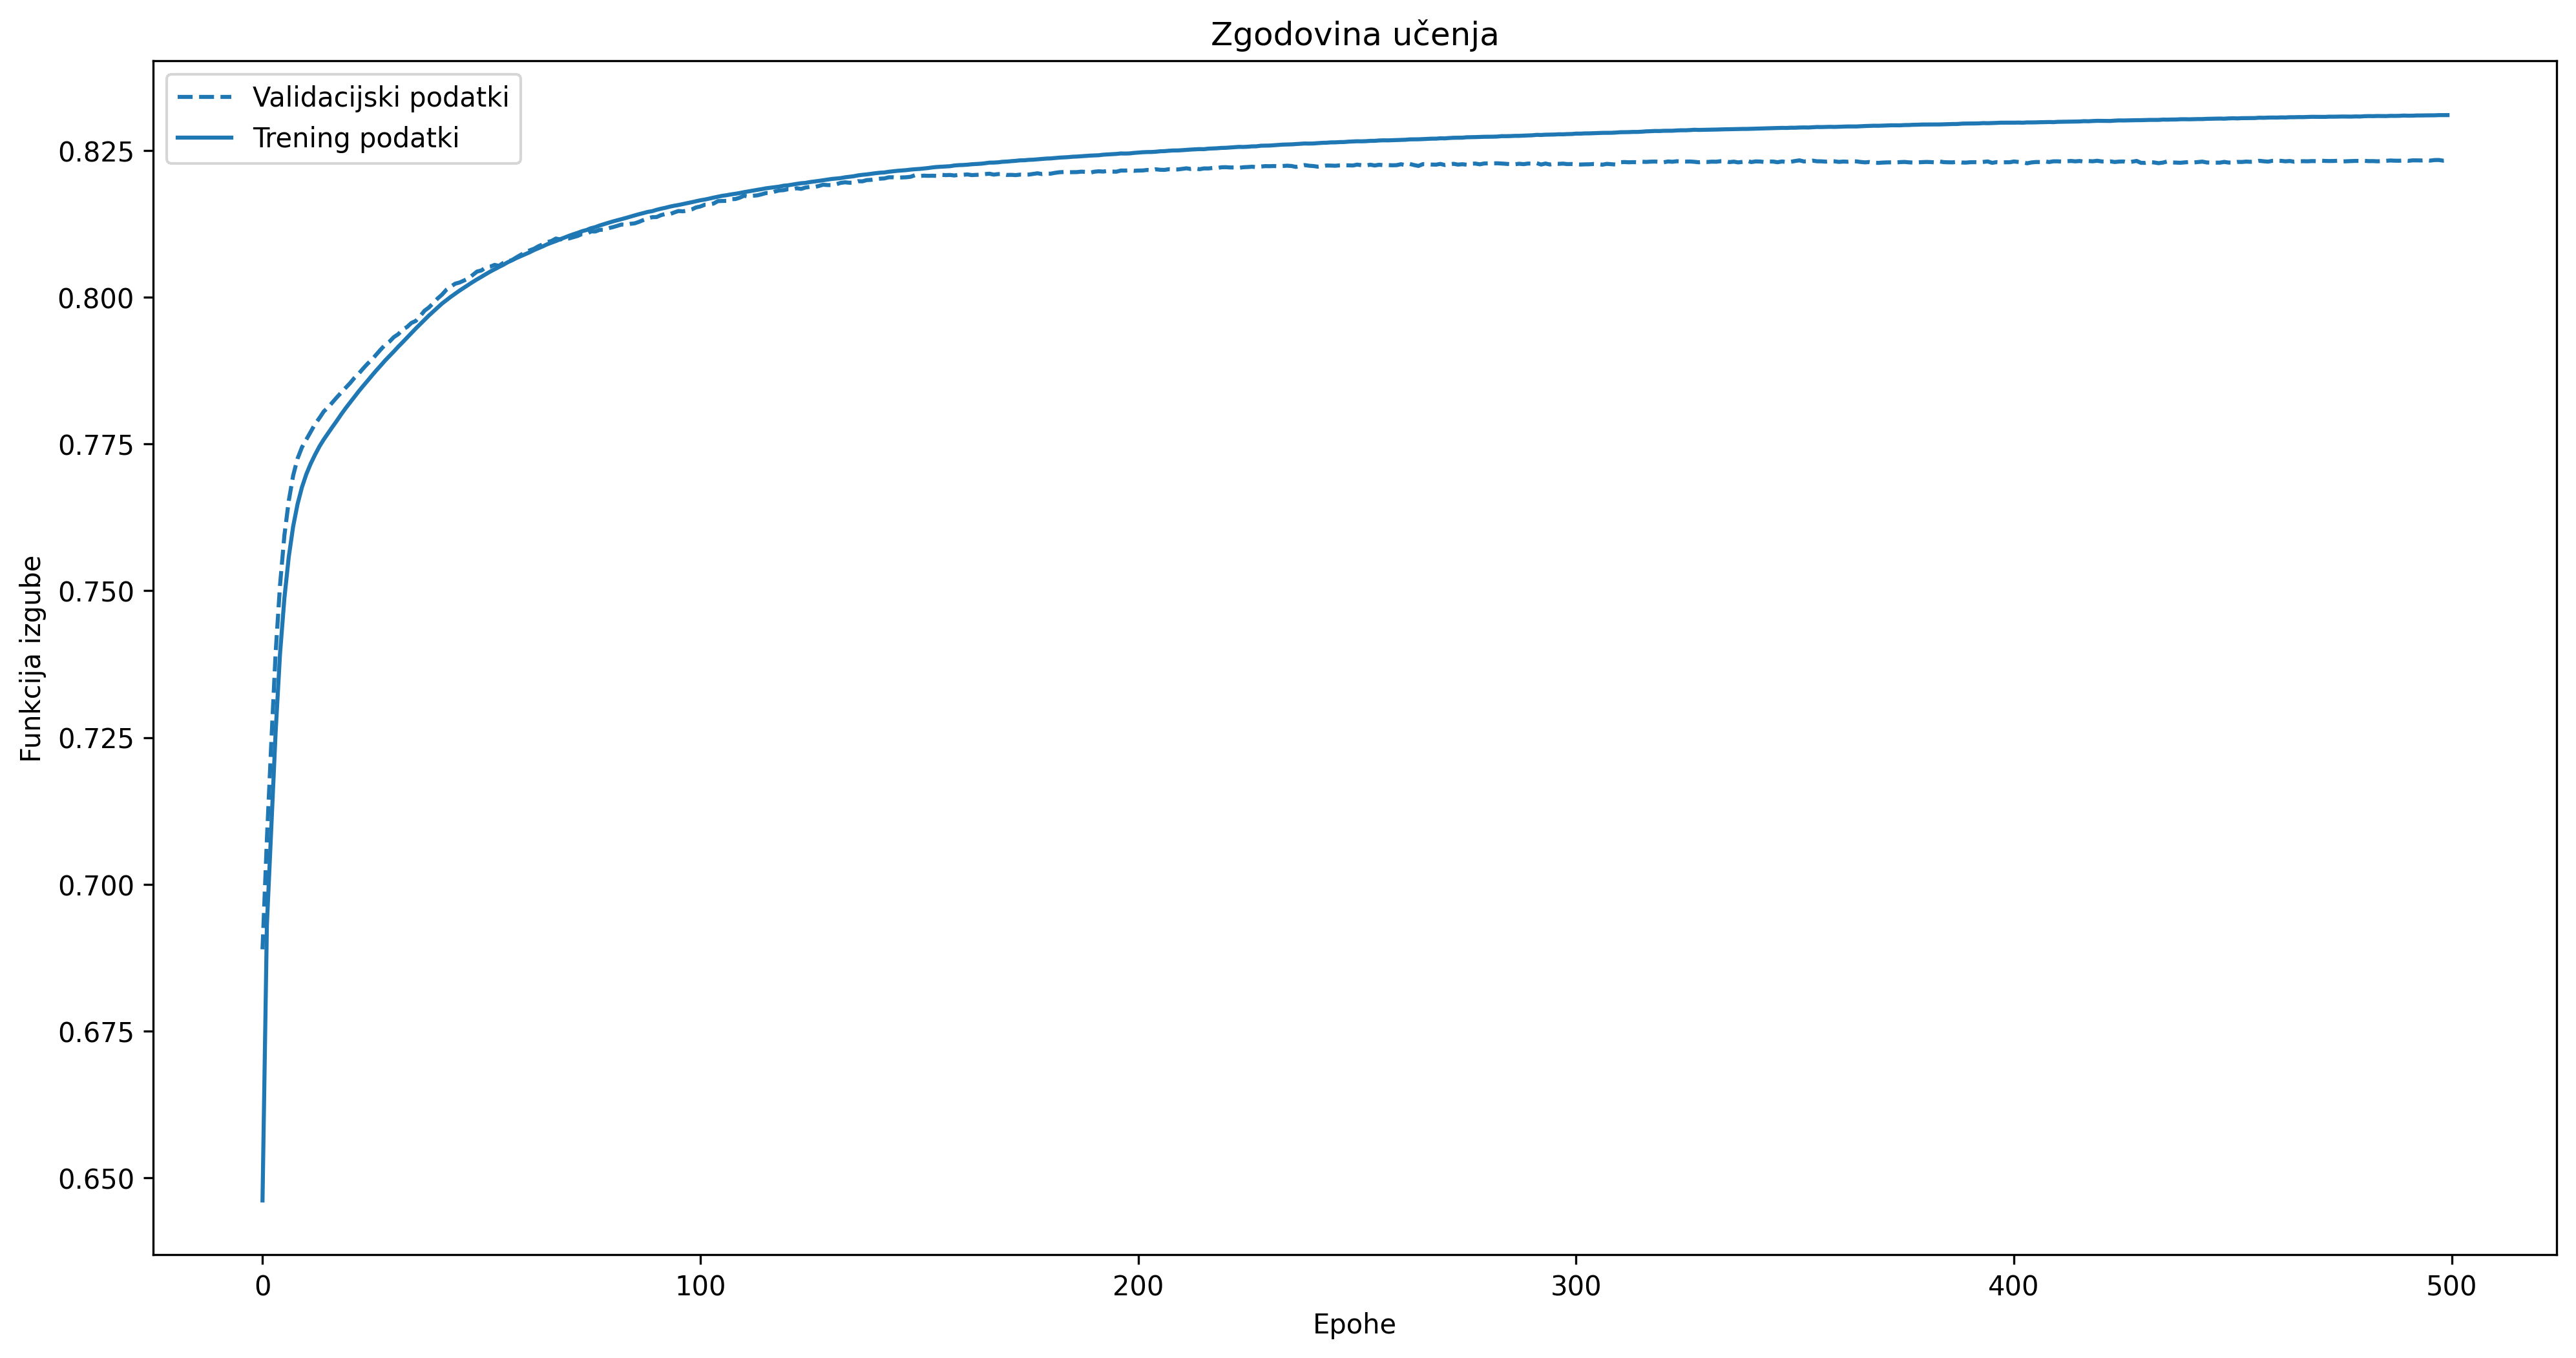 Zgodovina učenja
Validacijski podatki
Trening podatki
Funkcija izgube
0.825
0.800
0.775
0.750
0.725
0.700
0.675
0.650
0
100
200
300
400
500
Epohe